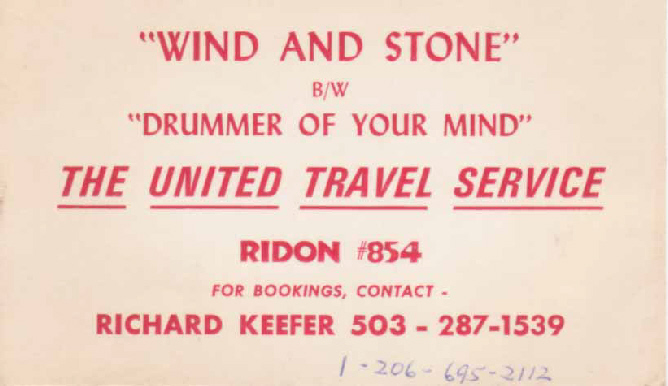 "WIND AND STONE"
B/W
"DRUMMER OF YOUR MIND"
THE UNITED TRAVEL SERVICE
RIDON #854
FOR BOOKINGS, CONTACT -
RICHARD KEEFER 503 - 287-1539
1-206-695-2112